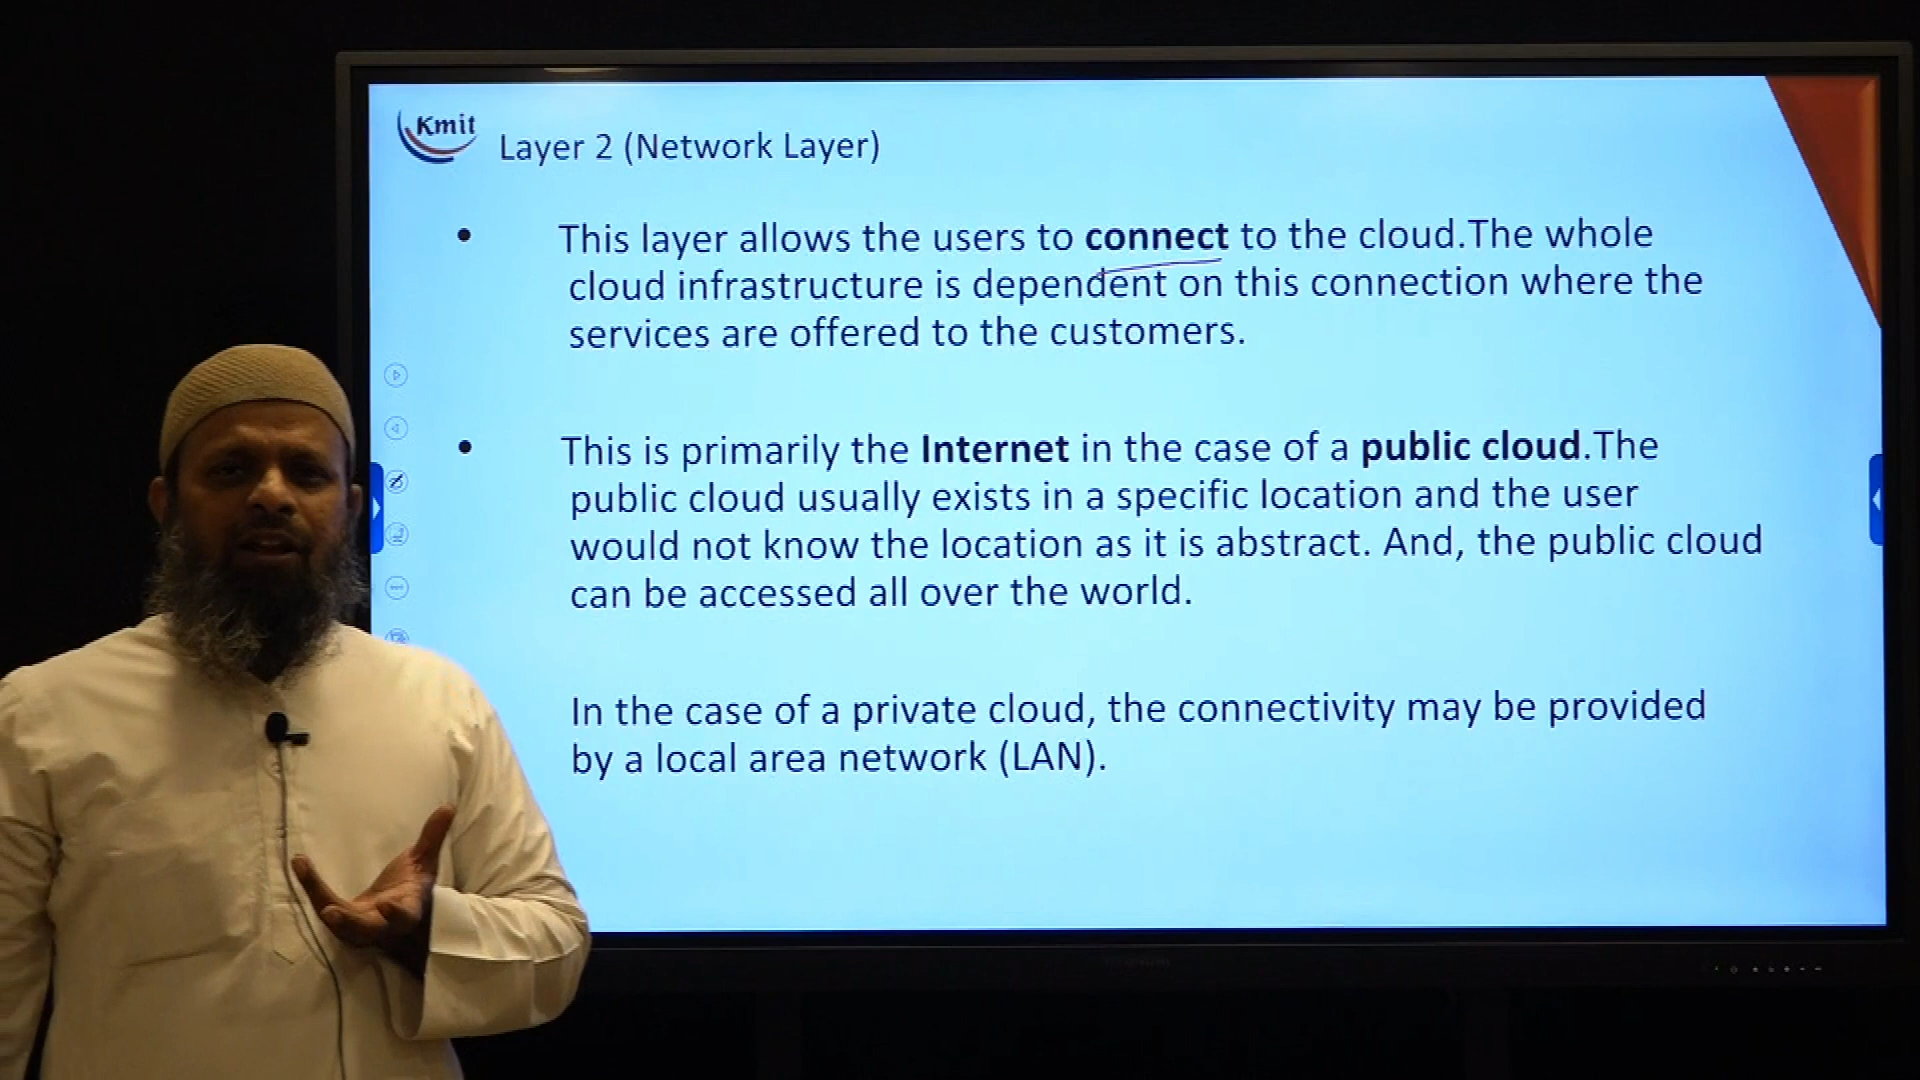 Kmit
Layer 2 (Network Layer)
• This layer allows the users to connect to the cloud.The whole
cloud infrastructure is dependent on this connection where the
services are offered to the customers.
• This is primarily the Internet in the case of a public cloud.The
public cloud usually exists in a specific location and the user
would not know the location as it is abstract. And, the public cloud
can be accessed all over the world.
In the case of a private cloud, the connectivity may be provided
by a local area network (LAN).